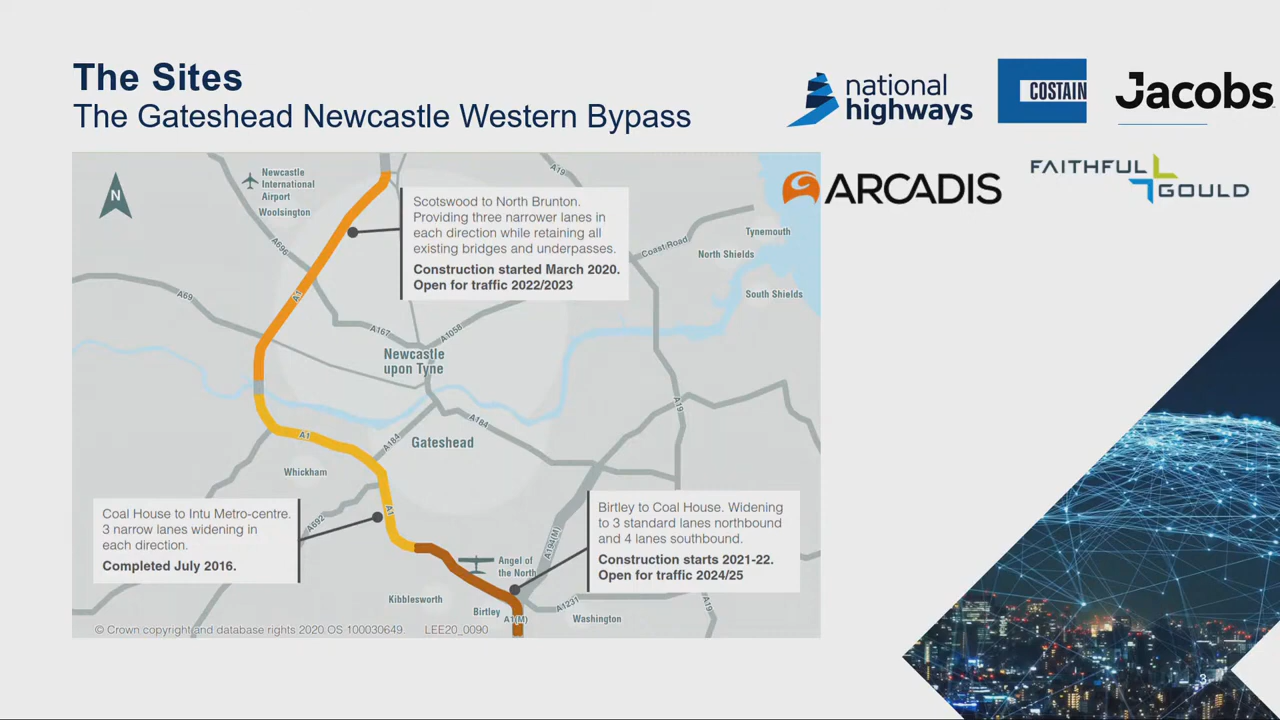 The Sites
The Gateshead Newcastle Western Bypass
national
highways
COSTAIN
Jacobs
ARCADIS
FAITHFUL
GOULD
N
Newcastle
International
Airport
Woolsington
A19
Scotswood to North Brunton.
Providing three narrower lanes in
each direction while retaining all
existing bridges and underpasses.
Construction started March 2020.
Open for traffic 2022/2023
A696
Coast Road
Tynemouth
North Shields
South Shields
A69
A1
A167
A1058
Newcastle
upon Tyne
A19
A1
A184
A184
Gateshead
Whickham
Coal House to Intu Metro-centre.
3 narrow lanes widening in
each direction.
Completed July 2016.
A692
A1
Birtley to Coal House. Widening
to 3 standard lanes northbound
and 4 lanes southbound.
Construction starts 2021-22.
Open for traffic 2024/25
A194(M)
Angel of
the North
Kibblesworth
Birtley
A1(M)
A1231
Washington
A19
© Crown copyright and database rights 2020 OS 100030649
LEE20_0090
3